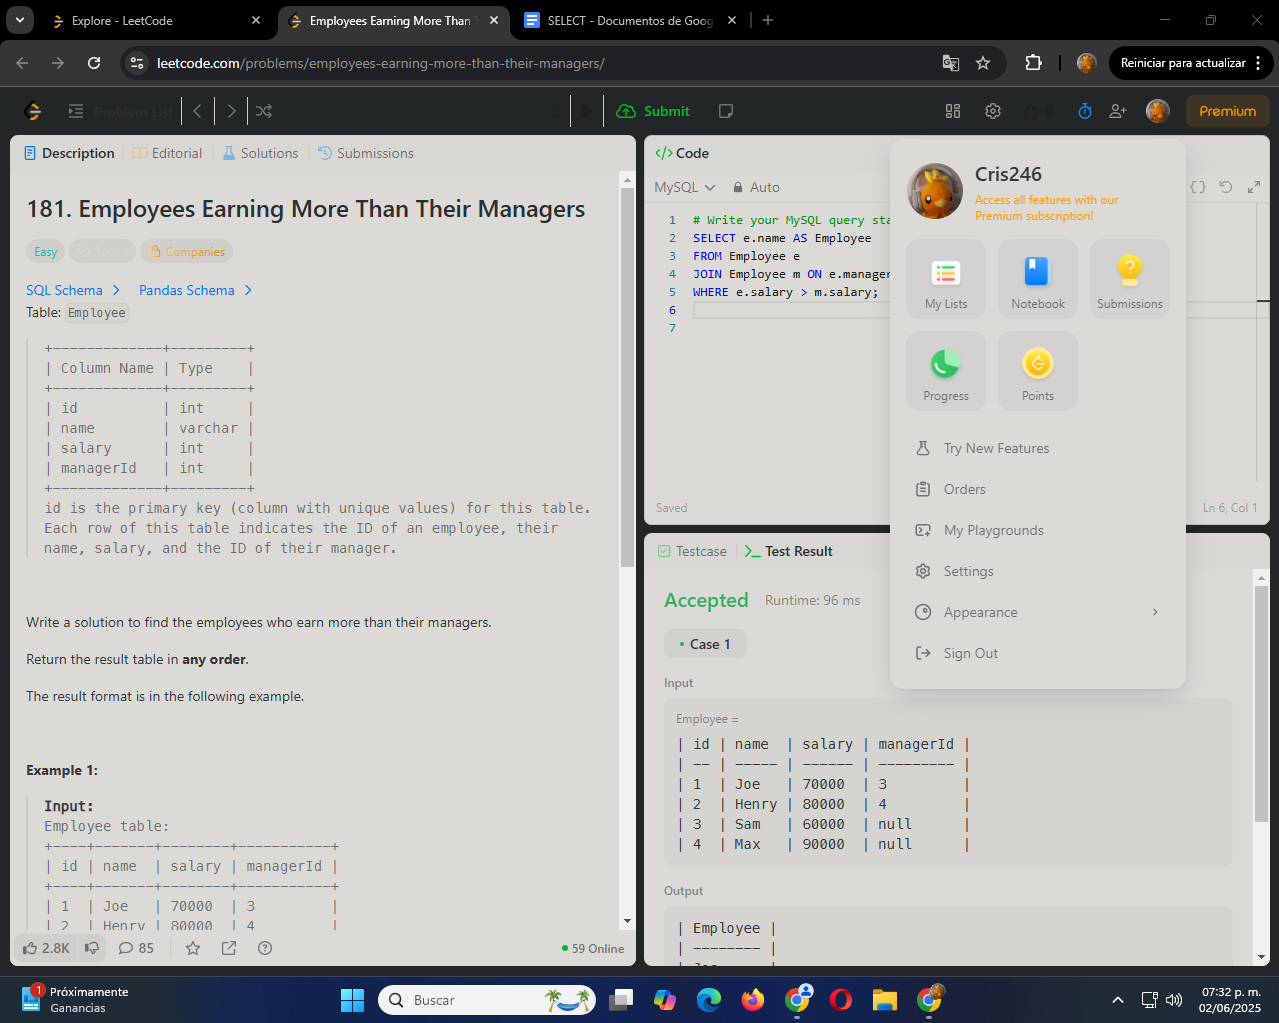 Explore - LeetCode
Employees Earning More Than T
SELECT - Documentos de Goog
leetcode.com/problems/employees-earning-more-than-their-managers/
Reiniciar para actualizar
Problem List
Submit
0
Premium
Description
Editorial
Solutions
Submissions
181. Employees Earning More Than Their Managers
Easy
Topics
Companies
SQL Schema
Pandas Schema
Table: Employee
+-------------+---------+
| Column Name | Type    |
+-------------+---------+
| id          | int     |
| name        | varchar |
| salary      | int     |
| managerId   | int     |
+-------------+---------+
id is the primary key (column with unique values) for this table.
Each row of this table indicates the ID of an employee, their
name, salary, and the ID of their manager.
Write a solution to find the employees who earn more than their managers.
Return the result table in any order.
The result format is in the following example.
Example 1:
Input:
Employee table:
+----+-------+--------+-----------+
| id | name  | salary | managerId |
+----+-------+--------+-----------+
| 1  | Joe   | 70000  | 3         |
| 2  | Henry | 80000  | 4         |
2.8K
85
59 Online
Code
MySQL
Auto
1 # Write your MySQL query sta
2 SELECT e.name AS Employee
3 FROM Employee e
4 JOIN Employee m ON e.manager
5 WHERE e.salary > m.salary;
6
7
Saved
Ln 6, Col 1
Testcase
Test Result
Accepted
Runtime: 96 ms
Case 1
Input
Employee =
| id | name  | salary | managerId |
| -- | ----- | ------ | --------- |
| 1  | Joe   | 70000  | 3         |
| 2  | Henry | 80000  | 4         |
| 3  | Sam   | 60000  | null      |
| 4  | Max   | 90000  | null      |
Output
| Employee |
| -------- |
Cris246
Access all features with our
Premium subscription!
My Lists
Notebook
Submissions
Progress
Points
Try New Features
Orders
My Playgrounds
Settings
Appearance
Sign Out
1
Próximamente
Ganancias
Buscar
07:32 p. m.
02/06/2025